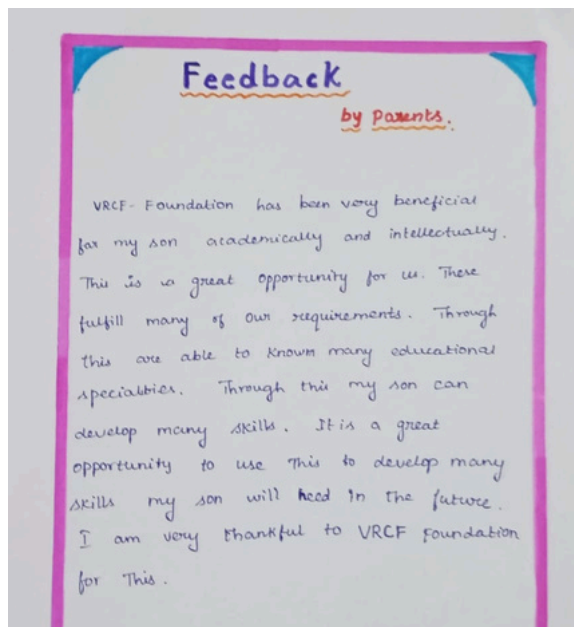 Feedback
by Parents.
VRCF- Foundation has been very beneficial
for my son academically and intellectually.
This is a great opportunity for us. There
fulfill many of our requirements. Through
this are able to known many educational
specialties. Through this my son can
develop many skills. It is a great
opportunity to use This to develop many
skills my son will need in the future.
I am very thankful to VRCF Foundation
for This.